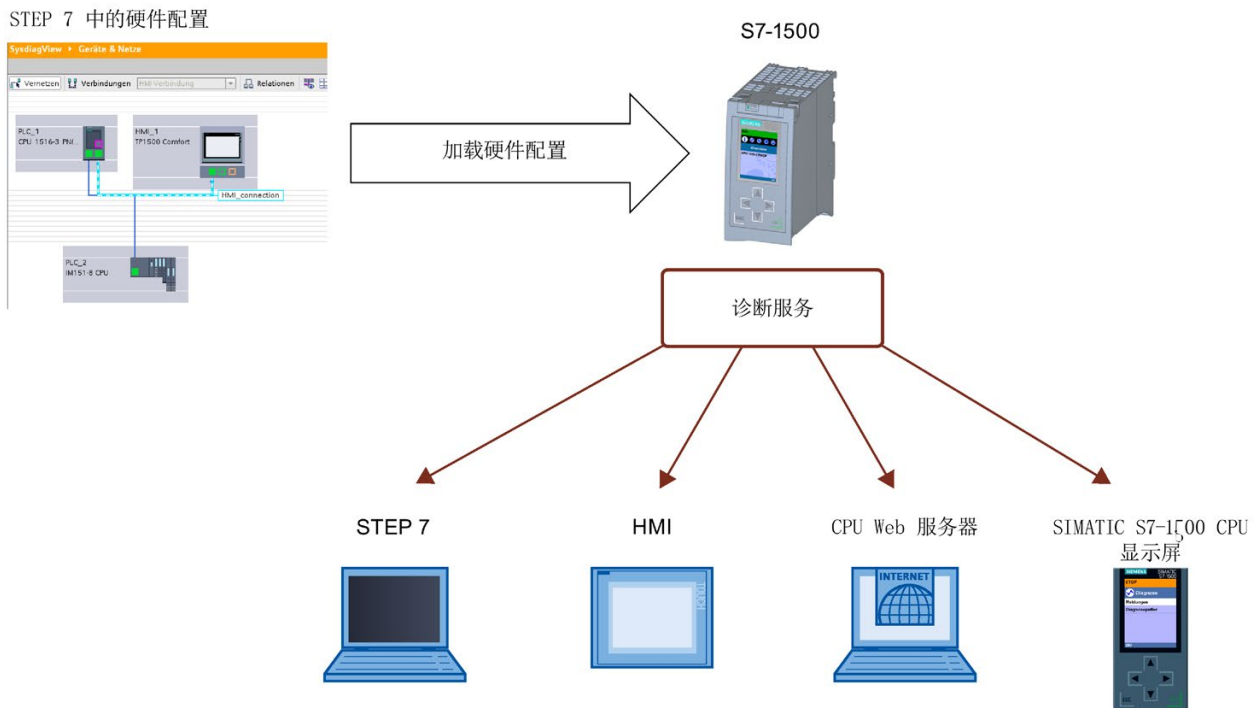 STEP 7 中的硬件配置
SysdiagView ▸ Geräte & Netze
Vernetzen Verbindungen HMI Verbindung Relationen
PLC_1
CPU 1516-3 PN/..
HMI_1
TP1500 Comfort
HMI_connection
PLC_2
IM151-8 CPU
加载硬件配置
S7-1500
诊断服务
STEP 7
HMI
CPU Web 服务器
SIMATIC S7-1500 CPU
显示屏
INTERNET
SIEMENS SIMATIC
S7-1500
STOP
Diagnose
Meldungen
Diagnosepuffer